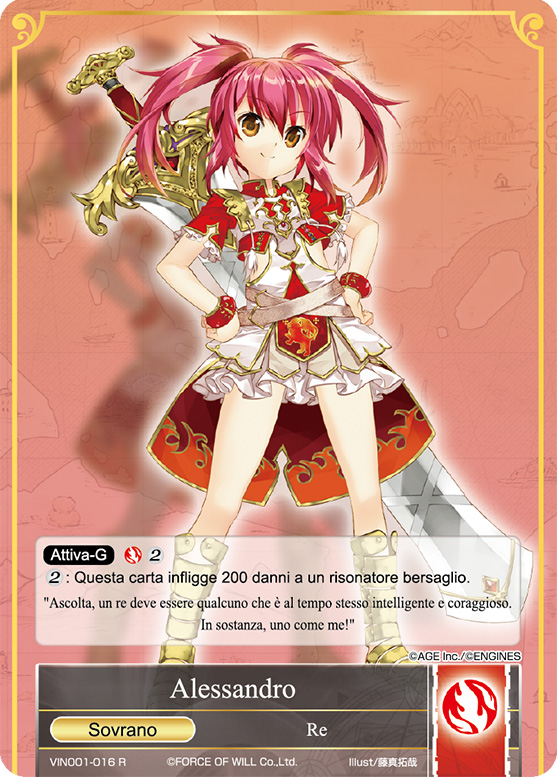 Attiva-G 2
2 : Questa carta infligge 200 danni a un risonatore bersaglio.
"Ascolta, un re deve essere qualcuno che è al tempo stesso intelligente e coraggioso.
In sostanza, uno come me!"
©AGE Inc./©ENGINES
Alessandro
Sovrano Re
VIN001-016 R ©FORCE OF WILL Co.,Ltd. Illust/藤真拓哉